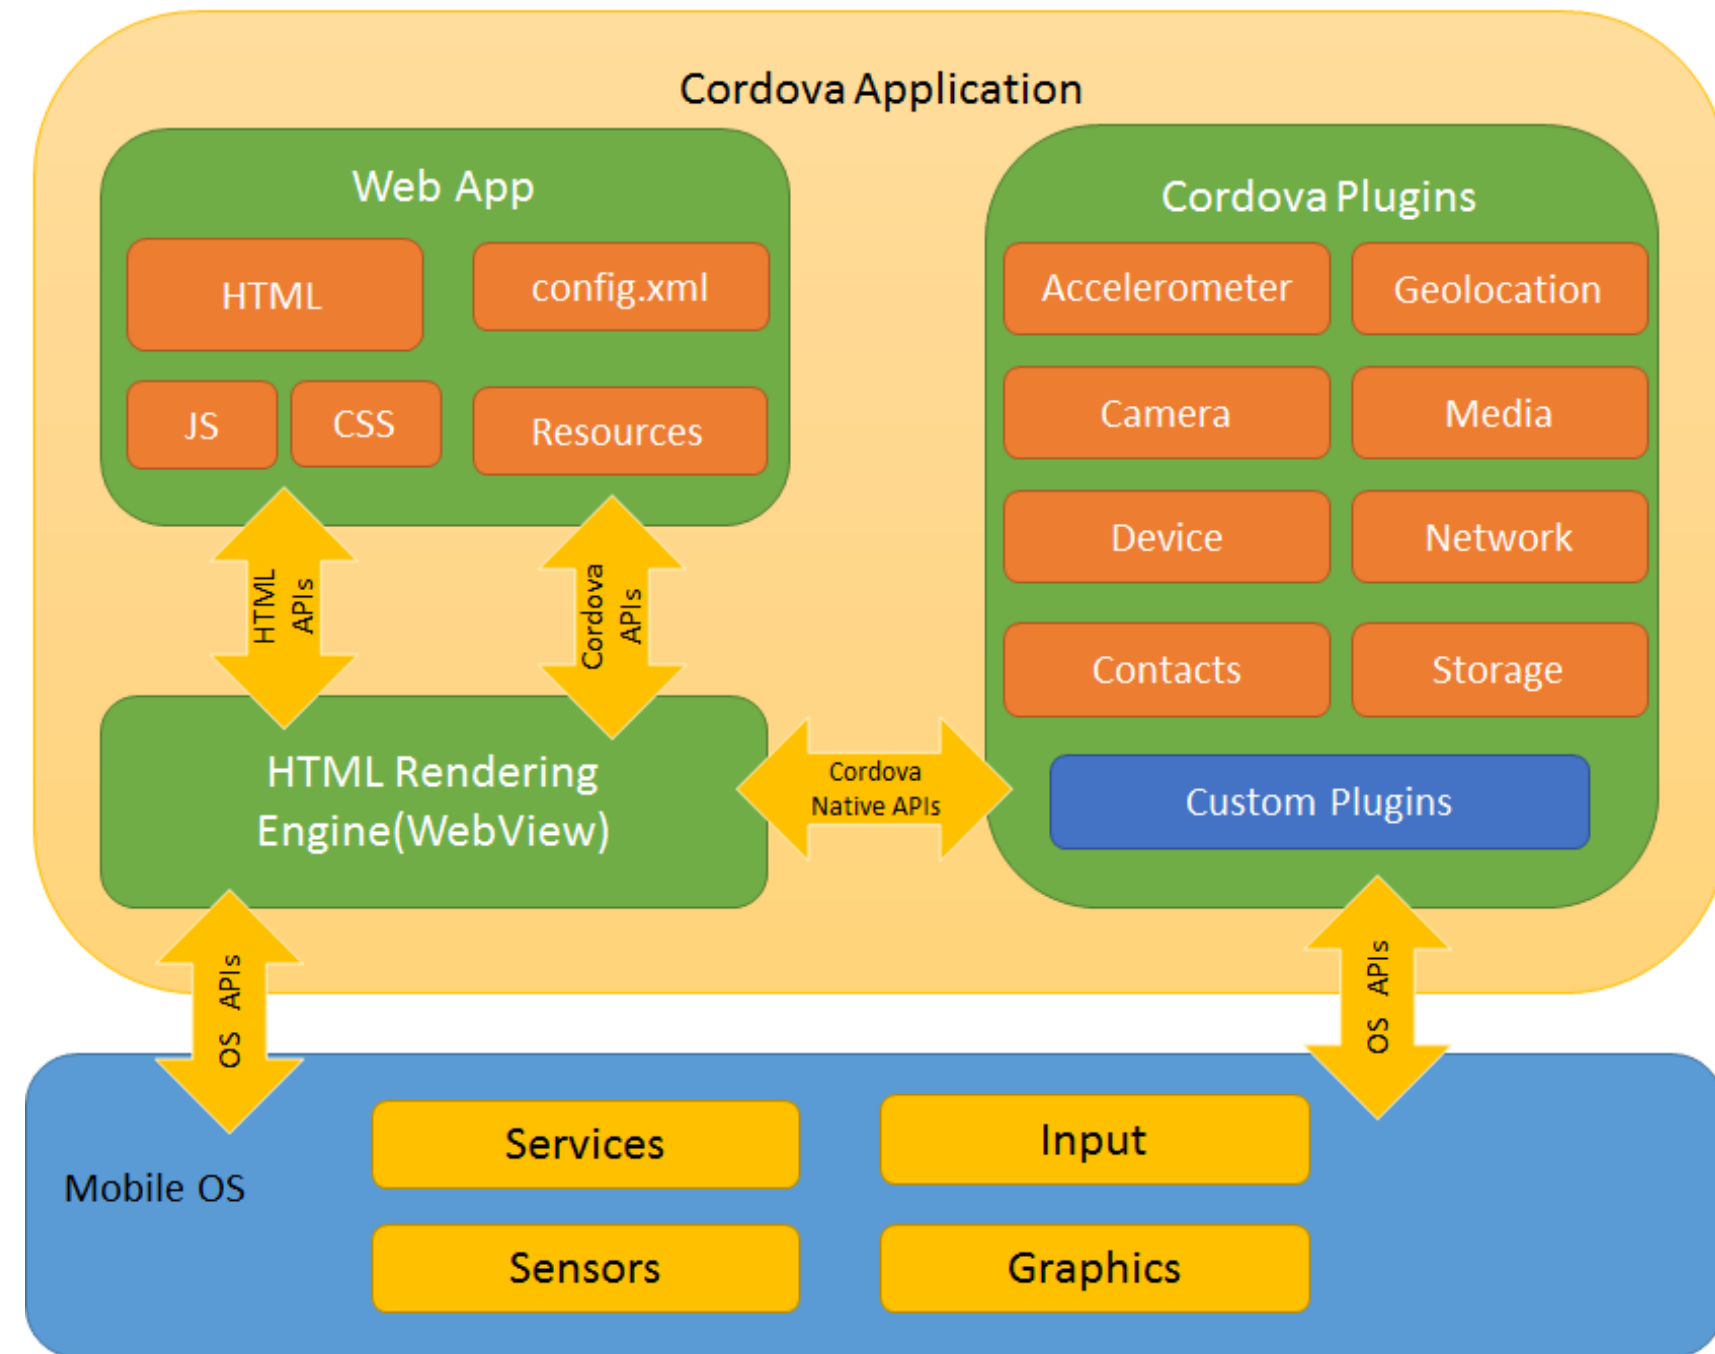 Cordova Application
Web App
HTML
config.xml
JS
CSS
Resources
Cordova Plugins
Accelerometer
Geolocation
Camera
Media
Device
Network
Contacts
Storage
Custom Plugins
HTML
APIs
Cordova
APIs
HTML Rendering
Engine(WebView)
Cordova
Native APIs
OS APIs
OS APIs
Mobile OS
Services
Input
Sensors
Graphics